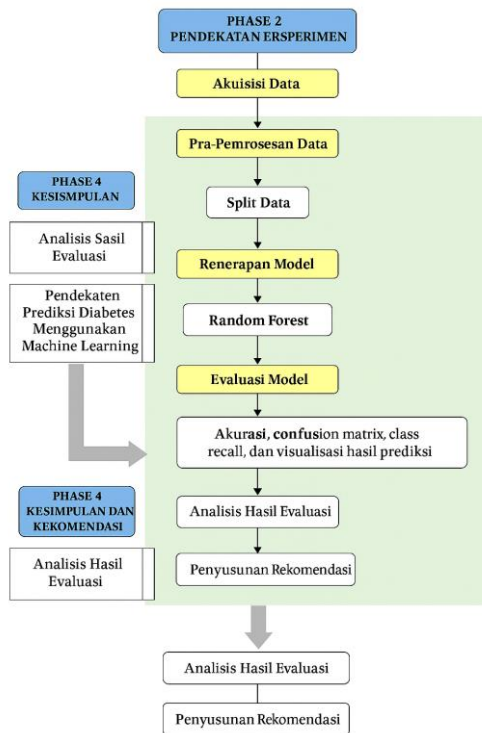 PHASE 2
PENDEKATAN ERSPERIMEN
Akuisisi Data
Pra-Pemrosesan Data
Split Data
Renerapan Model
Random Forest
Evaluasi Model
Akurasi, confusion matrix, class
recall, dan visualisasi hasil prediksi
Analisis Hasil Evaluasi
Penyusunan Rekomendasi
PHASE 4
KESISMPULAN
Analisis Sasil
Evaluasi
Pendekaten
Prediksi Diabetes
Menggunakan
Machine Learning
PHASE 4
KESIMPULAN DAN
KEKOMENDASI
Analisis Hasil
Evaluasi
Analisis Hasil Evaluasi
Penyusunan Rekomendasi